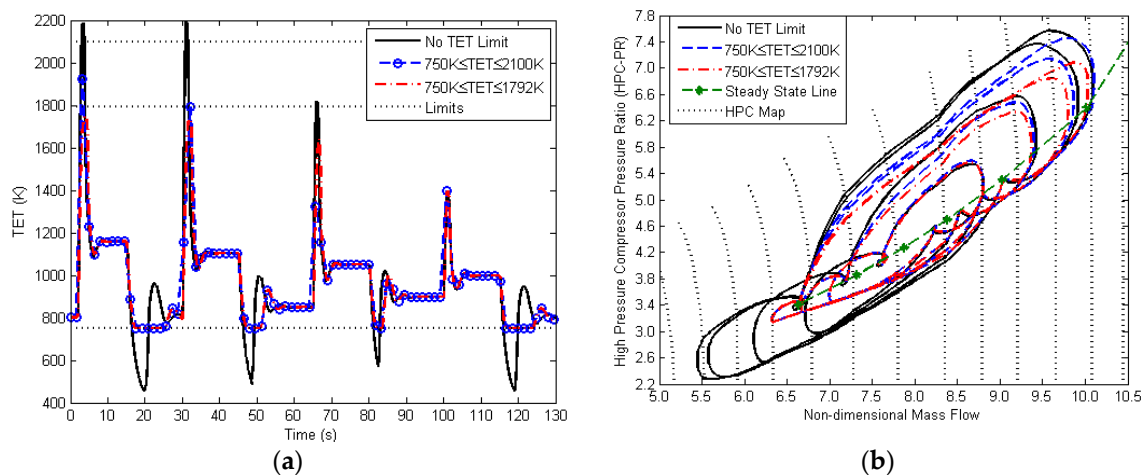 2200
2000
1800
1600
1400
1200
1000
800
600
400
TET (K)
0 10 20 30 40 50 60 70 80 90 100 110 120 130
Time (s)
No TET Limit
750K≤TET≤2100K
750K≤TET≤1792K
Limits
(a)
7.8
7.4
7.0
6.6
6.2
5.8
5.4
5.0
4.6
4.2
3.8
3.4
3.0
2.6
2.2
High Pressure Compressor Pressure Ratio (HPC-PR)
5.0 5.5 6.0 6.5 7.0 7.5 8.0 8.5 9.0 9.5 10.0 10.5
Non-dimensional Mass Flow
No TET Limit
750K≤TET≤2100K
750K≤TET≤1792K
Steady State Line
HPC Map
(b)